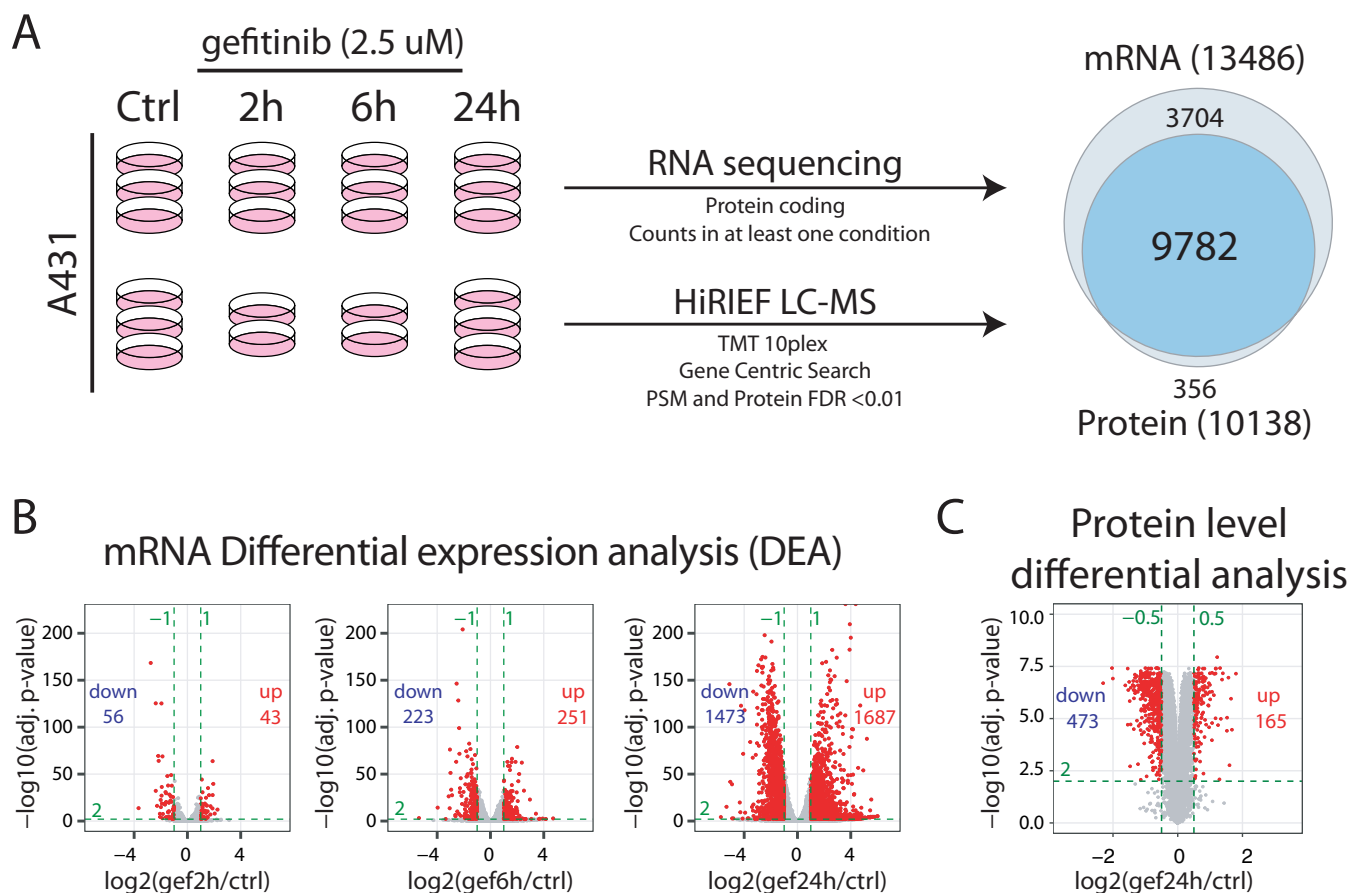 A
gefitinib (2.5 uM)
Ctrl 2h 6h 24h
A431
RNA sequencing
Protein coding
Counts in at least one condition
HiRIEF LC-MS
TMT 10plex
Gene Centric Search
PSM and Protein FDR <0.01
mRNA (13486)
3704
9782
356
Protein (10138)
B
mRNA Differential expression analysis (DEA)
−log10(adj. p-value)
200
150
100
50
0
−1 1
down
56
up
43
2
−4 0 4
log2(gef2h/ctrl)
−log10(adj. p-value)
200
150
100
50
0
−1 1
down
223
up
251
2
−4 0 4
log2(gef6h/ctrl)
−log10(adj. p-value)
200
150
100
50
0
−1 1
down
1473
up
1687
2
−4 0 4
log2(gef24h/ctrl)
C
Protein level
differential analysis
−log10(adj. p-value)
10.0
7.5
5.0
2.5
0.0
−0.5 0.5
down
473
up
165
2
−2 0 2
log2(gef24h/ctrl)